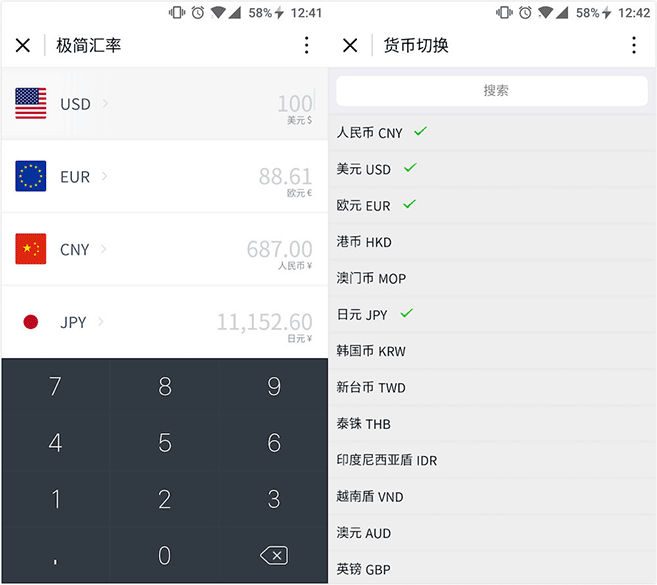 58% 12:41
极简汇率
USD 100
美元 $
EUR 88.61
欧元 €
CNY 687.00
人民币 ¥
JPY 11,152.60
日元 ¥
7 8 9
4 5 6
1 2 3
. 0
58% 12:42
货币切换
搜索
人民币 CNY
美元 USD
欧元 EUR
港币 HKD
澳门币 MOP
日元 JPY
韩国币 KRW
新台币 TWD
泰铢 THB
印度尼西亚盾 IDR
越南盾 VND
澳元 AUD
英镑 GBP